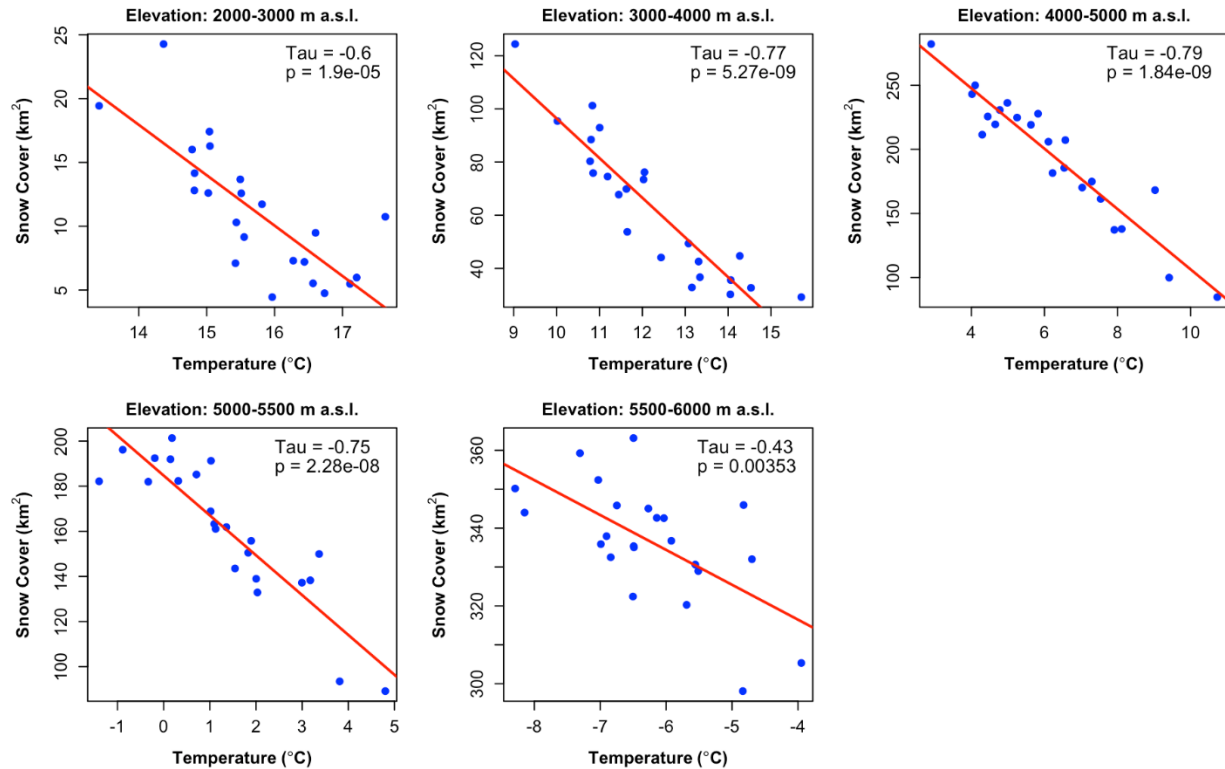 Elevation: 2000-3000 m a.s.l.
Tau = -0.6
p = 1.9e-05
Snow Cover (km²)
25
20
15
10
5
14 15 16 17
Temperature (°C)
Elevation: 3000-4000 m a.s.l.
Tau = -0.77
p = 5.27e-09
Snow Cover (km²)
120
100
80
60
40
9 10 11 12 13 14 15
Temperature (°C)
Elevation: 4000-5000 m a.s.l.
Tau = -0.79
p = 1.84e-09
Snow Cover (km²)
250
200
150
100
4 6 8 10
Temperature (°C)
Elevation: 5000-5500 m a.s.l.
Tau = -0.75
p = 2.28e-08
Snow Cover (km²)
200
180
160
140
120
100
-1 0 1 2 3 4 5
Temperature (°C)
Elevation: 5500-6000 m a.s.l.
Tau = -0.43
p = 0.00353
Snow Cover (km²)
360
340
320
300
-8 -7 -6 -5 -4
Temperature (°C)